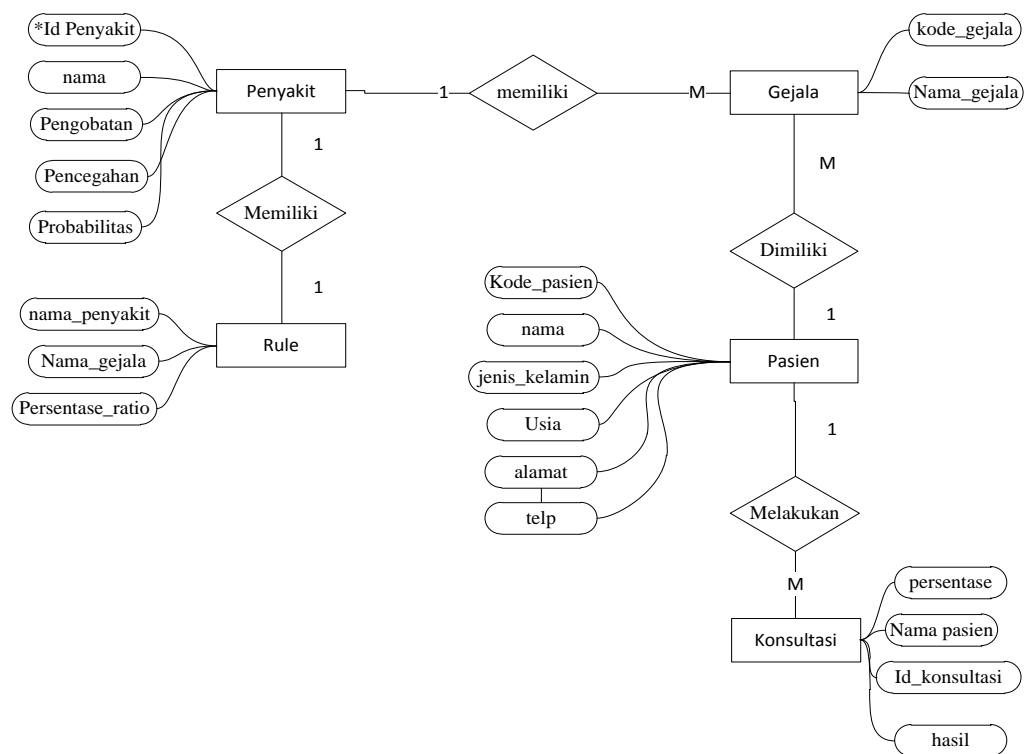 *Id Penyakit
nama
Pengobatan
Pencegahan
Probabilitas
Penyakit
1
memiliki
M
Gejala
kode_gejala
Nama_gejala
1
Memiliki
1
nama_penyakit
Nama_gejala
Persentase_ratio
Rule
M
Dimiliki
1
Kode_pasien
nama
jenis_kelamin
Usia
alamat
telp
Pasien
1
Melakukan
M
Konsultasi
persentase
Nama pasien
Id_konsultasi
hasil